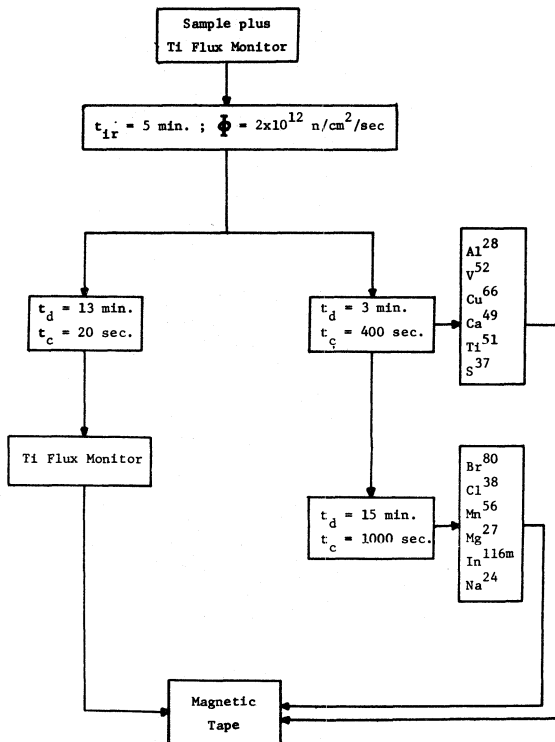 Sample plus
Ti Flux Monitor
t_ir = 5 min. ; Φ = 2x10^12 n/cm^2/sec
t_d = 13 min.
t_c = 20 sec.
Ti Flux Monitor
t_d = 3 min.
t_c = 400 sec.
Al^28
V^52
Cu^66
Ca^49
Ti^51
S^37
t_d = 15 min.
t_c = 1000 sec.
Br^80
Cl^38
Mn^56
Mg^27
In^116m
Na^24
Magnetic
Tape